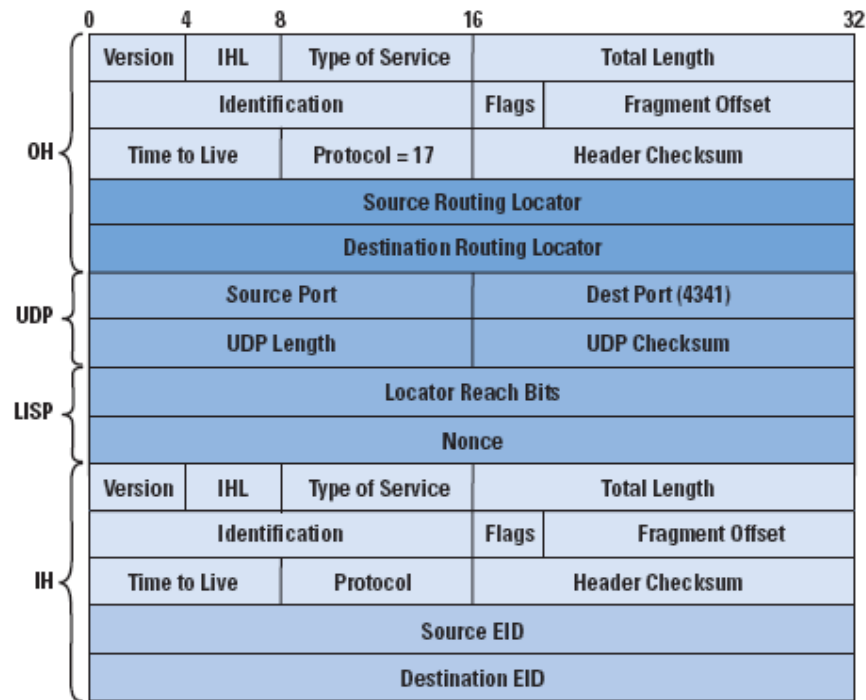 0 4 8 16 32
Version IHL Type of Service Total Length
Identification Flags Fragment Offset
OH Time to Live Protocol = 17 Header Checksum
Source Routing Locator
Destination Routing Locator
Source Port Dest Port (4341)
UDP
UDP Length UDP Checksum
Locator Reach Bits
LISP
Nonce
Version IHL Type of Service Total Length
Identification Flags Fragment Offset
IH Time to Live Protocol Header Checksum
Source EID
Destination EID